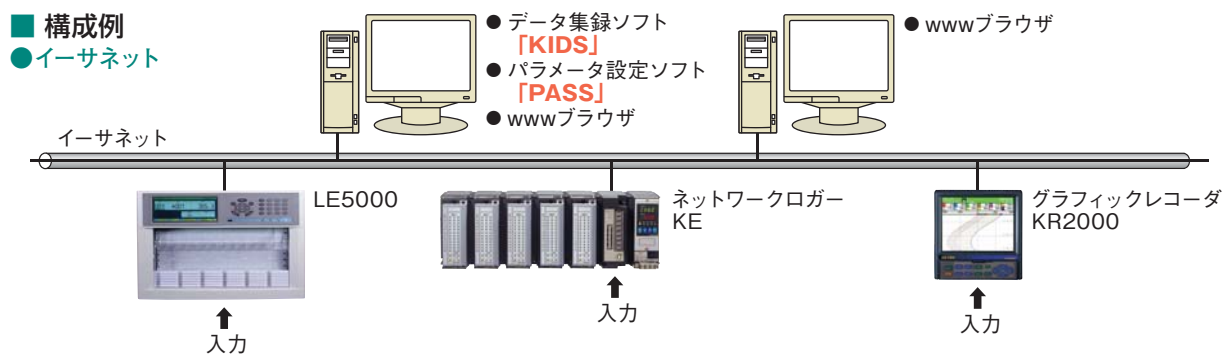 ■ 構成例
●イーサネット
● データ集録ソフト
「KIDS」
● パラメータ設定ソフト
「PASS」
● wwwブラウザ
● wwwブラウザ
イーサネット
LE5000
ネットワークロガー
KE
グラフィックレコーダ
KR2000
入力
入力
入力